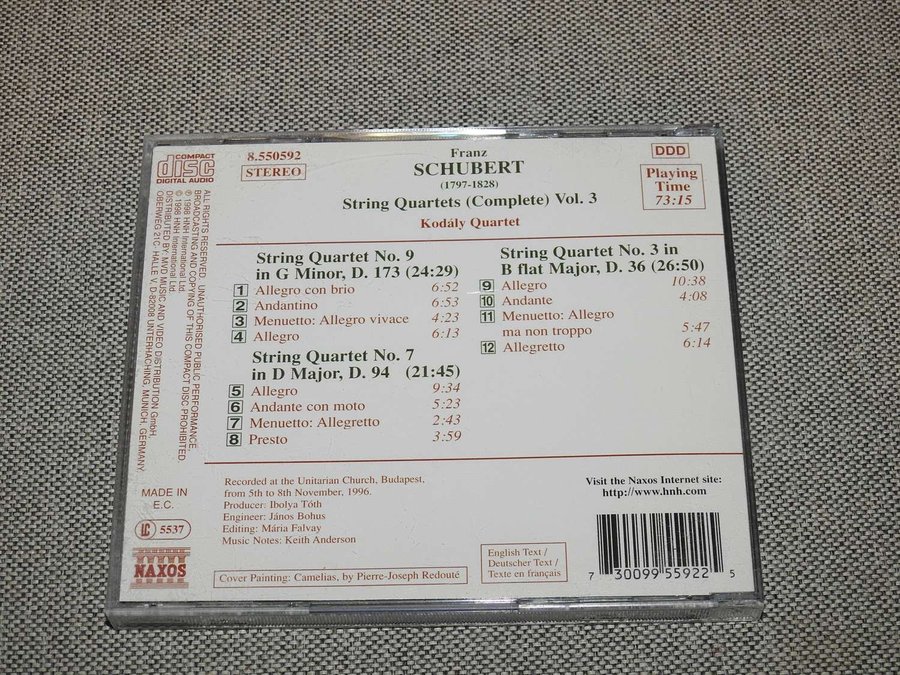 COMPACT
disc
DIGITAL AUDIO
8.550592
STEREO
Franz
SCHUBERT
(1797-1828)
String Quartets (Complete) Vol. 3
Kodály Quartet
DDD
Playing
Time
73:15
String Quartet No. 9
in G Minor, D. 173 (24:29)
1 Allegro con brio 6:52
2 Andantino 6:53
3 Menuetto: Allegro vivace 4:23
4 Allegro 6:13
String Quartet No. 7
in D Major, D. 94 (21:45)
5 Allegro 9:34
6 Andante con moto 5:23
7 Menuetto: Allegretto 2:43
8 Presto 3:59
String Quartet No. 3 in
B flat Major, D. 36 (26:50)
9 Allegro 10:38
10 Andante 4:08
11 Menuetto: Allegro
ma non troppo 5:47
12 Allegretto 6:14
ALL RIGHTS RESERVED. UNAUTHORISED PUBLIC PERFORMANCE,
BROADCASTING AND COPYING OF THIS COMPACT DISC PROHIBITED.
℗ 1998 HNH International Ltd.
© 1998 HNH International Ltd.
DISTRIBUTED BY: MVD MUSIC AND VIDEO DISTRIBUTION GmbH,
OBERWEG 21C· HALLE V, D-82008 UNTERHACHING, MUNICH, GERMANY.
MADE IN
E.C.
LC 5537
NAXOS
Recorded at the Unitarian Church, Budapest,
from 5th to 8th November, 1996.
Producer: Ibolya Tóth
Engineer: János Bohus
Editing: Mária Falvay
Music Notes: Keith Anderson
Cover Painting: Camelias, by Pierre-Joseph Redouté
English Text /
Deutscher Text /
Texte en français
Visit the Naxos Internet site:
http://www.hnh.com
7 30099 55922 5